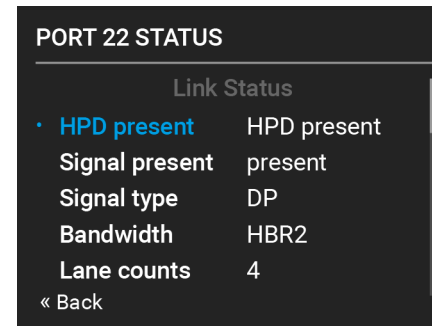 PORT 22 STATUS
Link Status
• HPD present HPD present
Signal present present
Signal type DP
Bandwidth HBR2
Lane counts 4
« Back